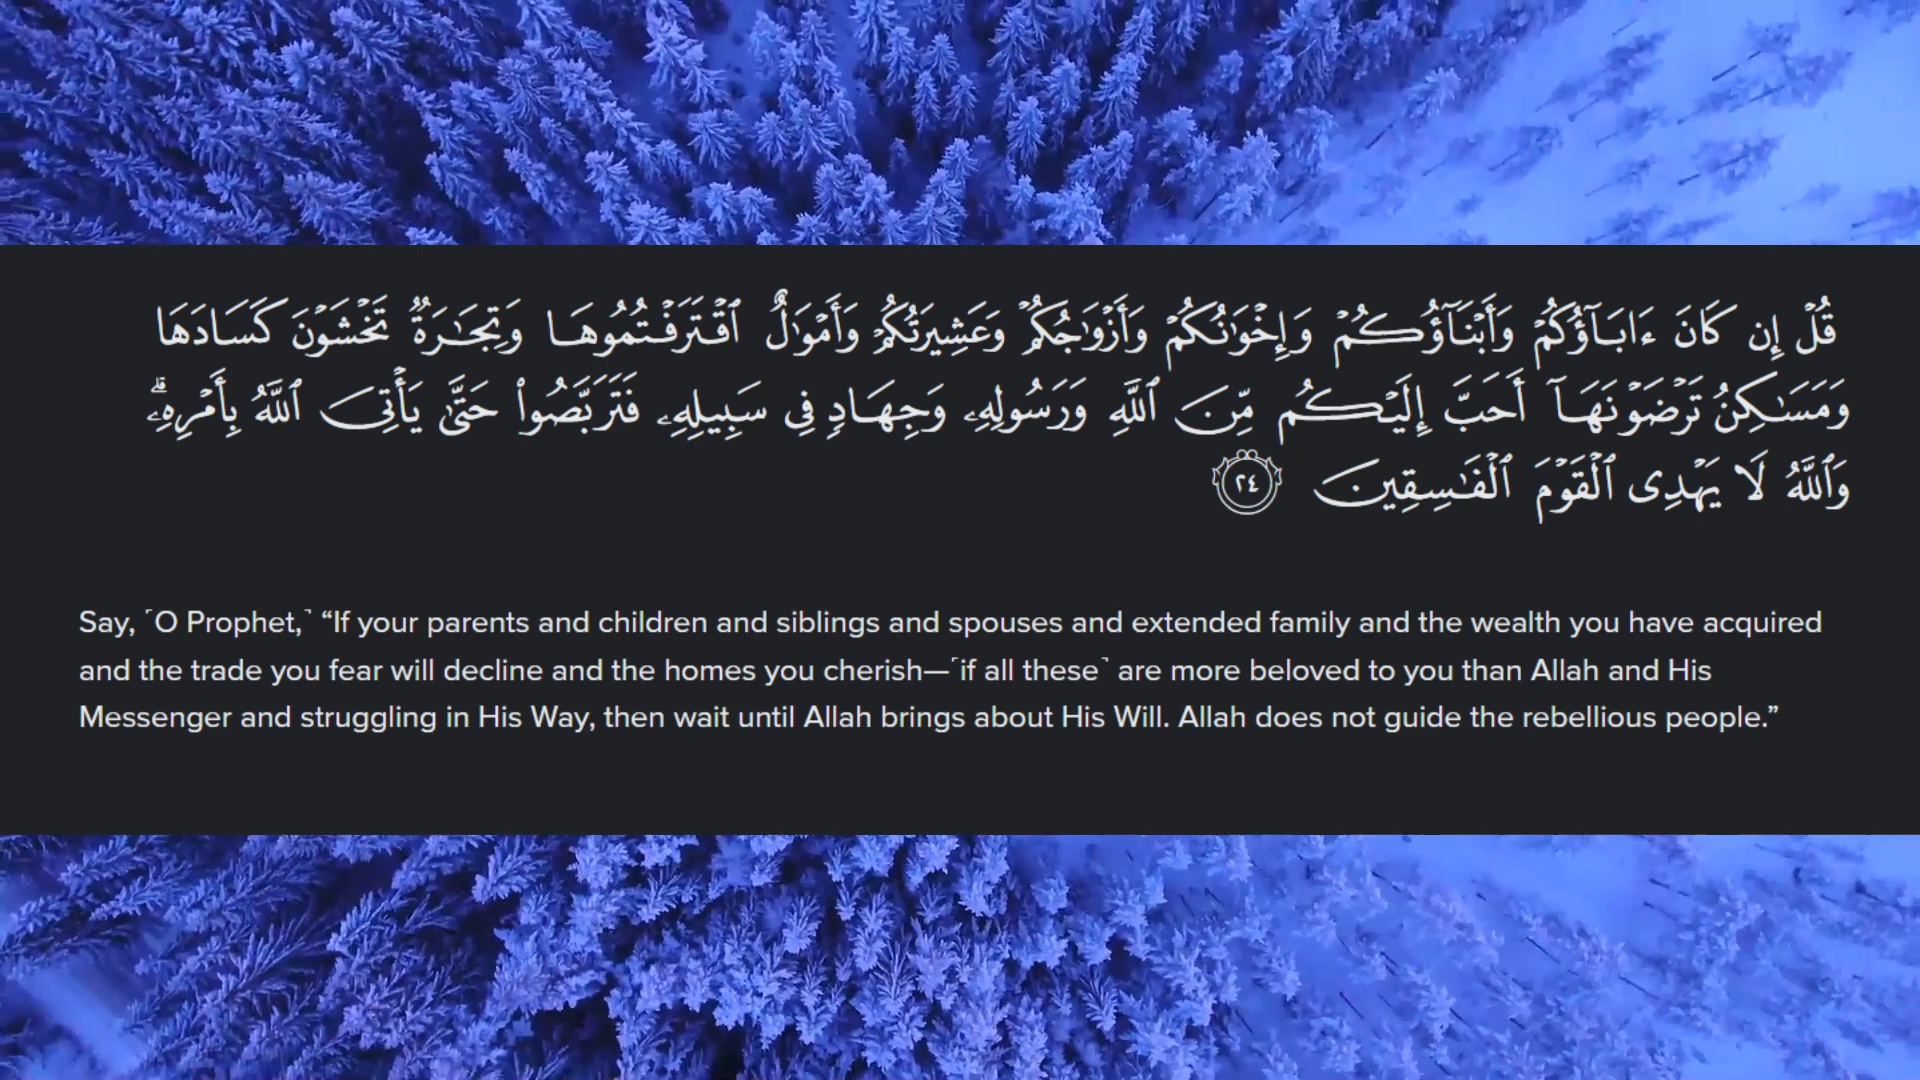 قُلْ إِن كَانَ ءَابَآؤُكُمْ وَأَبْنَآؤُكُمْ وَإِخْوَٰنُكُمْ وَأَزْوَٰجُكُمْ وَعَشِيرَتُكُمْ وَأَمْوَٰلٌ ٱقْتَرَفْتُمُوهَا وَتِجَـٰرَةٌ تَخْشَوْنَ كَسَادَهَا
وَمَسَـٰكِنُ تَرْضَوْنَهَآ أَحَبَّ إِلَيْكُم مِّنَ ٱللَّهِ وَرَسُولِهِۦ وَجِهَادٍ فِى سَبِيلِهِۦ فَتَرَبَّصُوا۟ حَتَّىٰ يَأْتِىَ ٱللَّهُ بِأَمْرِهِۦ ۗ
وَٱللَّهُ لَا يَهْدِى ٱلْقَوْمَ ٱلْفَـٰسِقِينَ ٢٤
Say, ˹O Prophet,˺ “If your parents and children and siblings and spouses and extended family and the wealth you have acquired
and the trade you fear will decline and the homes you cherish—˹if all these˺ are more beloved to you than Allah and His
Messenger and struggling in His Way, then wait until Allah brings about His Will. Allah does not guide the rebellious people.”